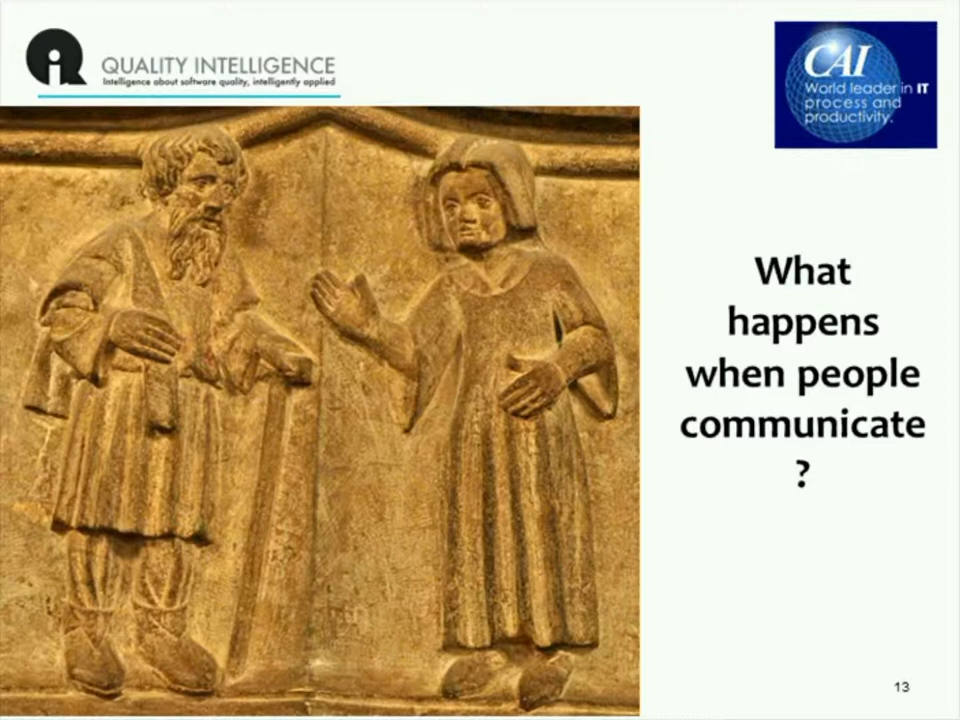 QUALITY INTELLIGENCE
Intelligence about software quality, intelligently applied
CAI
World leader in IT
process and
productivity.
What
happens
when people
communicate
?
13